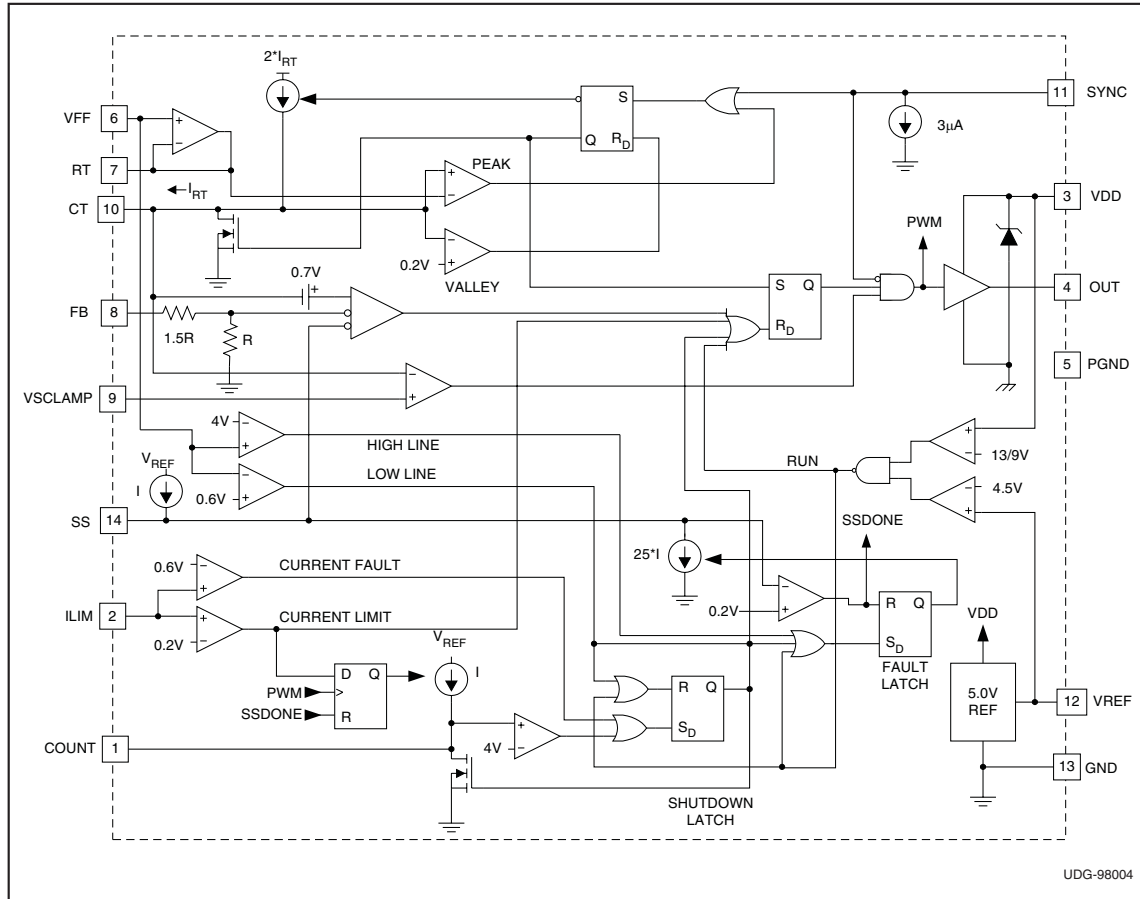 2*I_RT
S
Q
R_D
11
SYNC
3µA
VFF
6
+
−
RT
7
I_RT
CT
10
PEAK
+
−
−
+
0.2V
VALLEY
3
VDD
PWM
0.7V
+
FB
8
1.5R
R
S
Q
R_D
4
OUT
5
PGND
VSCLAMP
9
−
+
4V
−
+
HIGH LINE
LOW LINE
−
+
0.6V
RUN
+
−
13/9V
−
+
4.5V
V_REF
I
SS
14
25*I
SSDONE
−
+
0.2V
R
Q
S_D
FAULT
LATCH
0.6V
−
+
CURRENT FAULT
ILIM
2
+
−
0.2V
CURRENT LIMIT
V_REF
I
D
Q
PWM
>
SSDONE
R
R
Q
S_D
VDD
5.0V
REF
12
VREF
COUNT
1
+
−
4V
SHUTDOWN
LATCH
13
GND
UDG-98004